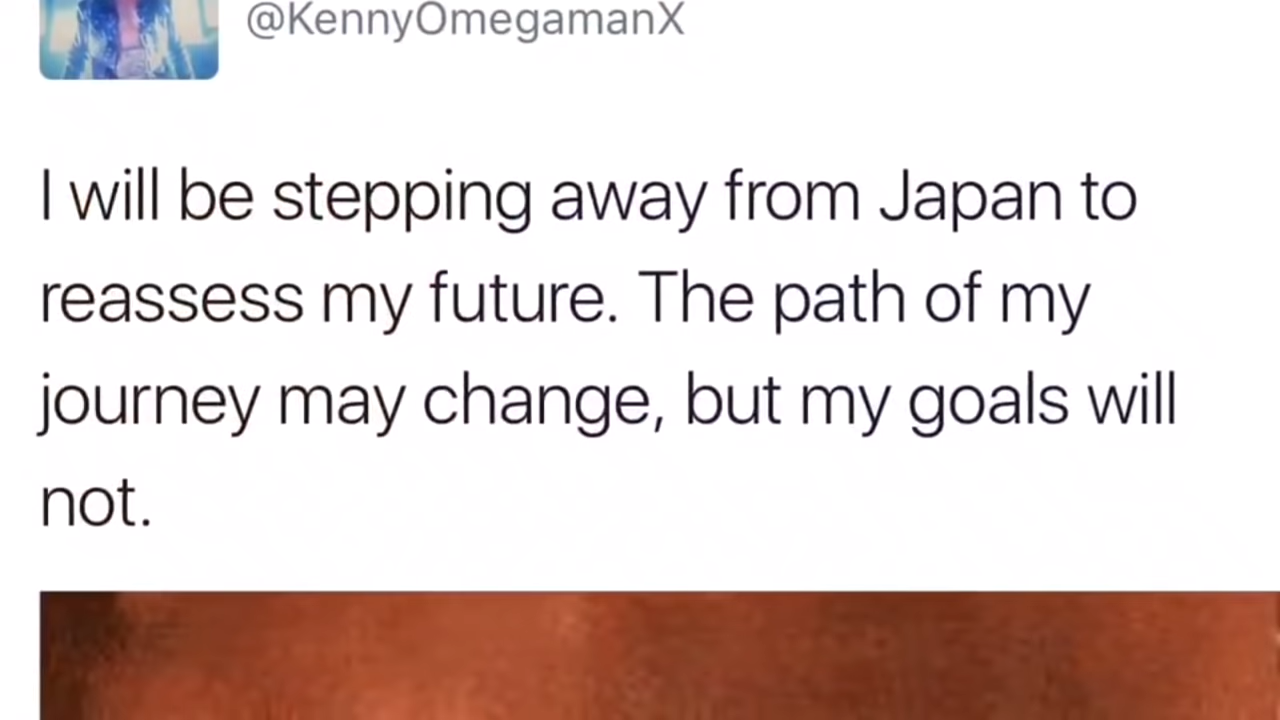 @KennyOmegamanX
I will be stepping away from Japan to
reassess my future. The path of my
journey may change, but my goals will
not.